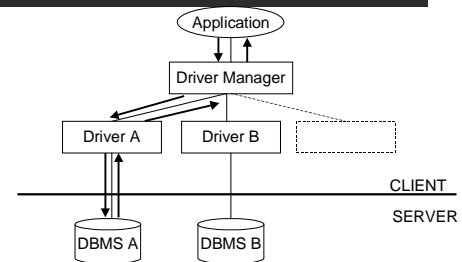 Application
Driver Manager
Driver A
Driver B
CLIENT
SERVER
DBMS A
DBMS B